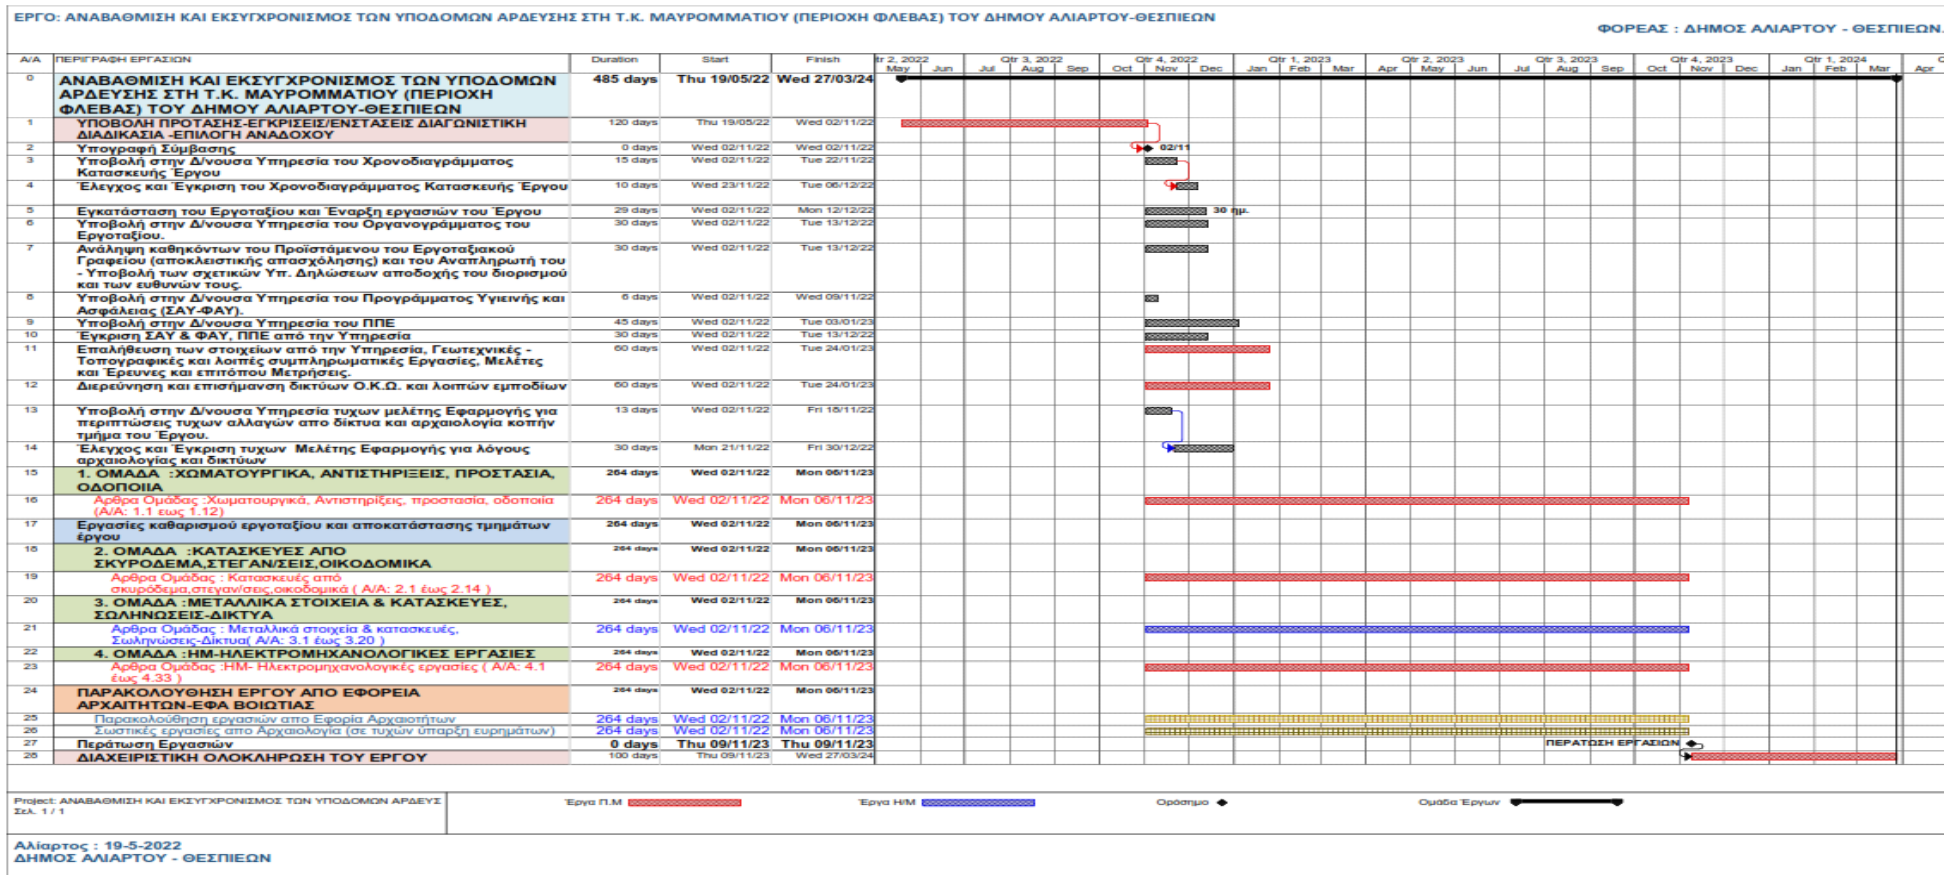 ΕΡΓΟ: ΑΝΑΒΑΘΜΙΣΗ ΚΑΙ ΕΚΣΥΓΧΡΟΝΙΣΜΟΣ ΤΩΝ ΥΠΟΔΟΜΩΝ ΑΡΔΕΥΣΗΣ ΣΤΗ Τ.Κ. ΜΑΥΡΟΜΜΑΤΙΟΥ (ΠΕΡΙΟΧΗ ΦΛΕΒΑΣ) ΤΟΥ ΔΗΜΟΥ ΑΛΙΑΡΤΟΥ-ΘΕΣΠΙΕΩΝ
ΦΟΡΕΑΣ : ΔΗΜΟΣ ΑΛΙΑΡΤΟΥ - ΘΕΣΠΙΕΩΝ.
Α/Α ΠΕΡΙΓΡΑΦΗ ΕΡΓΑΣΙΩΝ Duration Start Finish tr 2, 2022 Qtr 3, 2022 Qtr 4, 2022 Qtr 1, 2023 Qtr 2, 2023 Qtr 3, 2023 Qtr 4, 2023 Qtr 1, 2024 Q
May Jun Jul Aug Sep Oct Nov Dec Jan Feb Mar Apr May Jun Jul Aug Sep Oct Nov Dec Jan Feb Mar Apr
0 ΑΝΑΒΑΘΜΙΣΗ ΚΑΙ ΕΚΣΥΓΧΡΟΝΙΣΜΟΣ ΤΩΝ ΥΠΟΔΟΜΩΝ 485 days Thu 19/05/22 Wed 27/03/24
ΑΡΔΕΥΣΗΣ ΣΤΗ Τ.Κ. ΜΑΥΡΟΜΜΑΤΙΟΥ (ΠΕΡΙΟΧΗ
ΦΛΕΒΑΣ) ΤΟΥ ΔΗΜΟΥ ΑΛΙΑΡΤΟΥ-ΘΕΣΠΙΕΩΝ
1 ΥΠΟΒΟΛΗ ΠΡΟΤΑΣΗΣ-ΕΓΚΡΙΣΕΙΣ/ΕΝΣΤΑΣΕΙΣ ΔΙΑΓΩΝΙΣΤΙΚΗ 120 days Thu 19/05/22 Wed 02/11/22
ΔΙΑΔΙΚΑΣΙΑ -ΕΠΙΛΟΓΗ ΑΝΑΔΟΧΟΥ
2 Υπογραφή Σύμβασης 0 days Wed 02/11/22 Wed 02/11/22 02/11
3 Υποβολή στην Δ/νουσα Υπηρεσία του Χρονοδιαγράμματος 15 days Wed 02/11/22 Tue 22/11/22
Κατασκευής Έργου
4 Έλεγχος και Έγκριση του Χρονοδιαγράμματος Κατασκευής Έργου 10 days Wed 23/11/22 Tue 06/12/22
5 Εγκατάσταση του Εργοταξίου και Έναρξη εργασιών του Έργου 29 days Wed 02/11/22 Mon 12/12/22 30 ημ.
6 Υποβολή στην Δ/νουσα Υπηρεσία του Οργανογράμματος του 30 days Wed 02/11/22 Tue 13/12/22
Εργοταξίου.
7 Ανάληψη καθηκόντων του Προϊστάμενου του Εργοταξιακού 30 days Wed 02/11/22 Tue 13/12/22
Γραφείου (αποκλειστικής απασχόλησης) και του Αναπληρωτή του
- Υποβολή των σχετικών Υπ. Δηλώσεων αποδοχής του διορισμού
και των ευθυνών τους.
8 Υποβολή στην Δ/νουσα Υπηρεσία του Προγράμματος Υγιεινής και 6 days Wed 02/11/22 Wed 09/11/22
Ασφάλειας (ΣΑΥ-ΦΑΥ).
9 Υποβολή στην Δ/νουσα Υπηρεσία του ΠΠΕ 45 days Wed 02/11/22 Tue 03/01/23
10 Έγκριση ΣΑΥ & ΦΑΥ, ΠΠΕ από την Υπηρεσία 30 days Wed 02/11/22 Tue 13/12/22
11 Επαλήθευση των στοιχείων από την Υπηρεσία, Γεωτεχνικές - 60 days Wed 02/11/22 Tue 24/01/23
Τοπογραφικές και λοιπές συμπληρωματικές Εργασίες, Μελέτες
και Έρευνες και επιτόπου Μετρήσεις.
12 Διερεύνηση και επισήμανση δικτύων Ο.Κ.Ω. και λοιπών εμποδίων 60 days Wed 02/11/22 Tue 24/01/23
13 Υποβολή στην Δ/νουσα Υπηρεσία τυχων μελέτης Εφαρμογής για 13 days Wed 02/11/22 Fri 18/11/22
περιπτώσεις τυχων αλλαγών απο δίκτυα και αρχαιολογία κοπήν
τμήμα του Έργου.
14 Έλεγχος και Έγκριση τυχων Μελέτης Εφαρμογής για λόγους 30 days Mon 21/11/22 Fri 30/12/22
αρχαιολογίας και δικτύων
15 1. ΟΜΑΔΑ :ΧΩΜΑΤΟΥΡΓΙΚΑ, ΑΝΤΙΣΤΗΡΙΞΕΙΣ, ΠΡΟΣΤΑΣΙΑ, 264 days Wed 02/11/22 Mon 06/11/23
ΟΔΟΠΟΙΙΑ
16 Αρθρα Ομάδας :Χωματουργικά, Αντιστηρίξεις, προστασία, οδοποιία 264 days Wed 02/11/22 Mon 06/11/23
(Α/Α: 1.1 εως 1.12)
17 Εργασίες καθαρισμού εργοταξίου και αποκατάστασης τμημάτων 264 days Wed 02/11/22 Mon 06/11/23
έργου
18 2. ΟΜΑΔΑ :ΚΑΤΑΣΚΕΥΕΣ ΑΠΟ 264 days Wed 02/11/22 Mon 06/11/23
ΣΚΥΡΟΔΕΜΑ,ΣΤΕΓΑΝ/ΣΕΙΣ,ΟΙΚΟΔΟΜΙΚΑ
19 Αρθρα Ομάδας : Κατασκευές από 264 days Wed 02/11/22 Mon 06/11/23
σκυρόδεμα,στεγαν/σεις,οικοδομικά ( Α/Α: 2.1 έως 2.14 )
20 3. ΟΜΑΔΑ :ΜΕΤΑΛΛΙΚΑ ΣΤΟΙΧΕΙΑ & ΚΑΤΑΣΚΕΥΕΣ, 264 days Wed 02/11/22 Mon 06/11/23
ΣΩΛΗΝΩΣΕΙΣ-ΔΙΚΤΥΑ
21 Αρθρα Ομάδας : Μεταλλικά στοιχεία & κατασκευές, 264 days Wed 02/11/22 Mon 06/11/23
Σωληνώσεις-Δίκτυα( Α/Α: 3.1 έως 3.20 )
22 4. ΟΜΑΔΑ :ΗΜ-ΗΛΕΚΤΡΟΜΗΧΑΝΟΛΟΓΙΚΕΣ ΕΡΓΑΣΙΕΣ 264 days Wed 02/11/22 Mon 06/11/23
23 Αρθρα Ομάδας :ΗΜ- Ηλεκτρομηχανολογικές εργασίες ( Α/Α: 4.1 264 days Wed 02/11/22 Mon 06/11/23
έως 4.33 )
24 ΠΑΡΑΚΟΛΟΥΘΗΣΗ ΕΡΓΟΥ ΑΠΟ ΕΦΟΡΕΙΑ 264 days Wed 02/11/22 Mon 06/11/23
ΑΡΧΑΙΤΗΤΩΝ-ΕΦΑ ΒΟΙΩΤΙΑΣ
25 Παρακολούθηση εργασιών απο Εφορία Αρχαιοτήτων 264 days Wed 02/11/22 Mon 06/11/23
26 Σωστικές εργασίες απο Αρχαιολογία (σε τυχών ύπαρξη ευρημάτων) 264 days Wed 02/11/22 Mon 06/11/23
27 Περάτωση Εργασιών 0 days Thu 09/11/23 Thu 09/11/23 ΠΕΡΑΤΩΣΗ ΕΡΓΑΣΙΩΝ
28 ΔΙΑΧΕΙΡΙΣΤΙΚΗ ΟΛΟΚΛΗΡΩΣΗ ΤΟΥ ΕΡΓΟΥ 100 days Thu 09/11/23 Wed 27/03/24
Project: ΑΝΑΒΑΘΜΙΣΗ ΚΑΙ ΕΚΣΥΓΧΡΟΝΙΣΜΟΣ ΤΩΝ ΥΠΟΔΟΜΩΝ ΑΡΔΕΥΣ Έργα Π.Μ Έργα Η/Μ Ορόσημο Ομάδα Έργων
Σελ. 1 / 1
Αλίαρτος : 19-5-2022
ΔΗΜΟΣ ΑΛΙΑΡΤΟΥ - ΘΕΣΠΙΕΩΝ